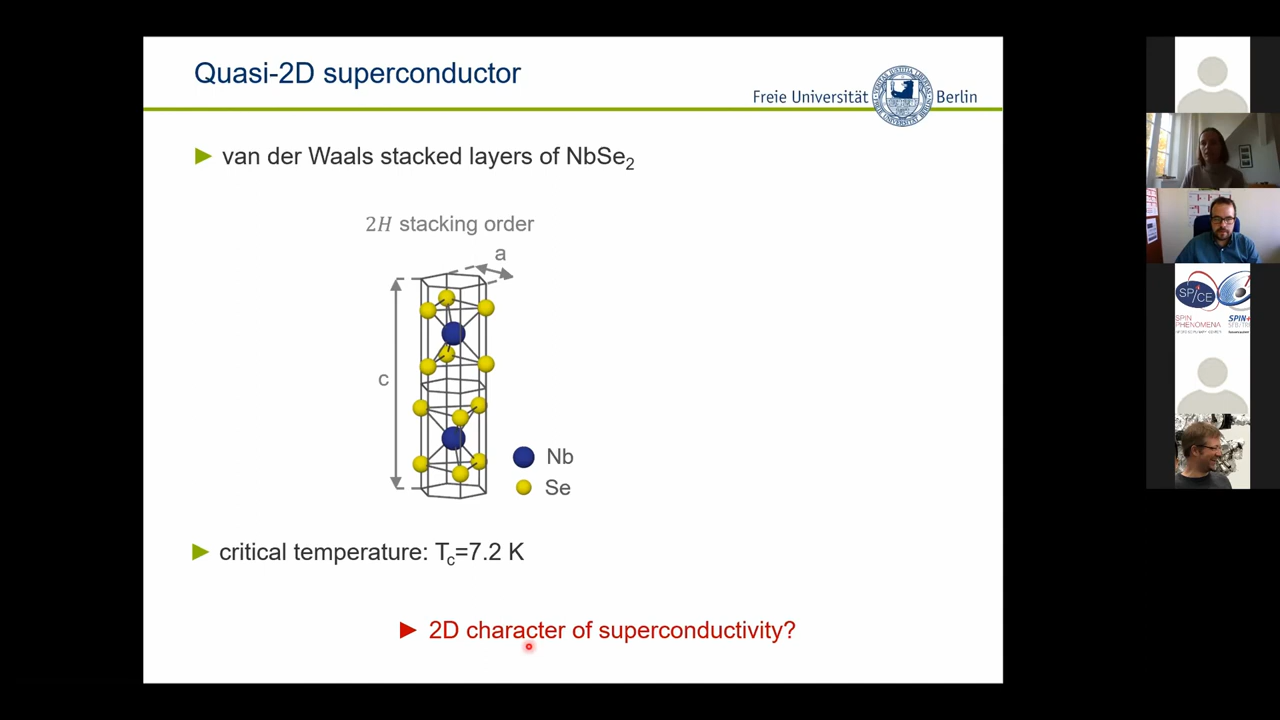 Quasi-2D superconductor
Freie Universität Berlin
► van der Waals stacked layers of NbSe₂
2H stacking order
a
c
Nb
Se
► critical temperature: T_c=7.2 K
► 2D character of superconductivity?
SPICE
SPIN
PHENOMENA
SPIN+